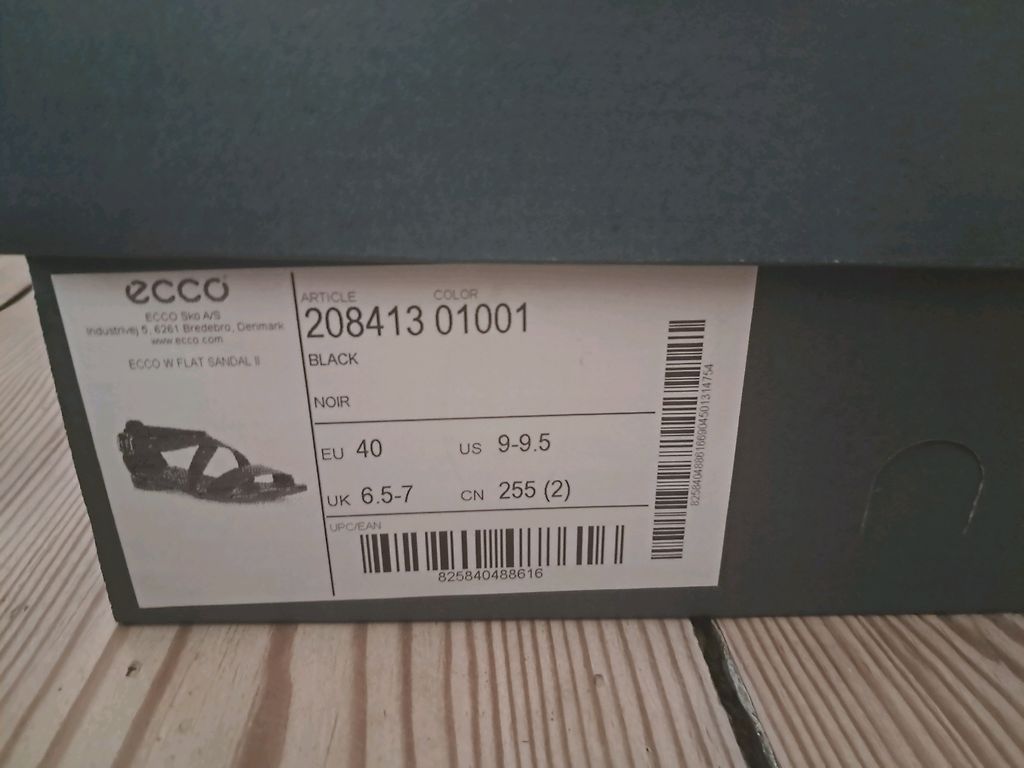 ecco
ECCO Sko A/S
Industrivej 5, 6261 Bredebro, Denmark
www.ecco.com
ECCO W FLAT SANDAL II
ARTICLE COLOR
208413 01001
BLACK
NOIR
EU 40 US 9-9.5
UK 6.5-7 CN 255 (2)
UPC/EAN
825840488616